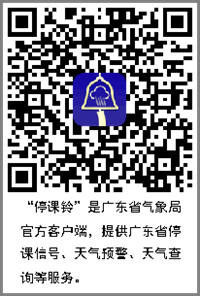 “停课铃”是广东省气象局
官方客户端，提供广东省停
课信号、天气预警、天气查
询等服务。